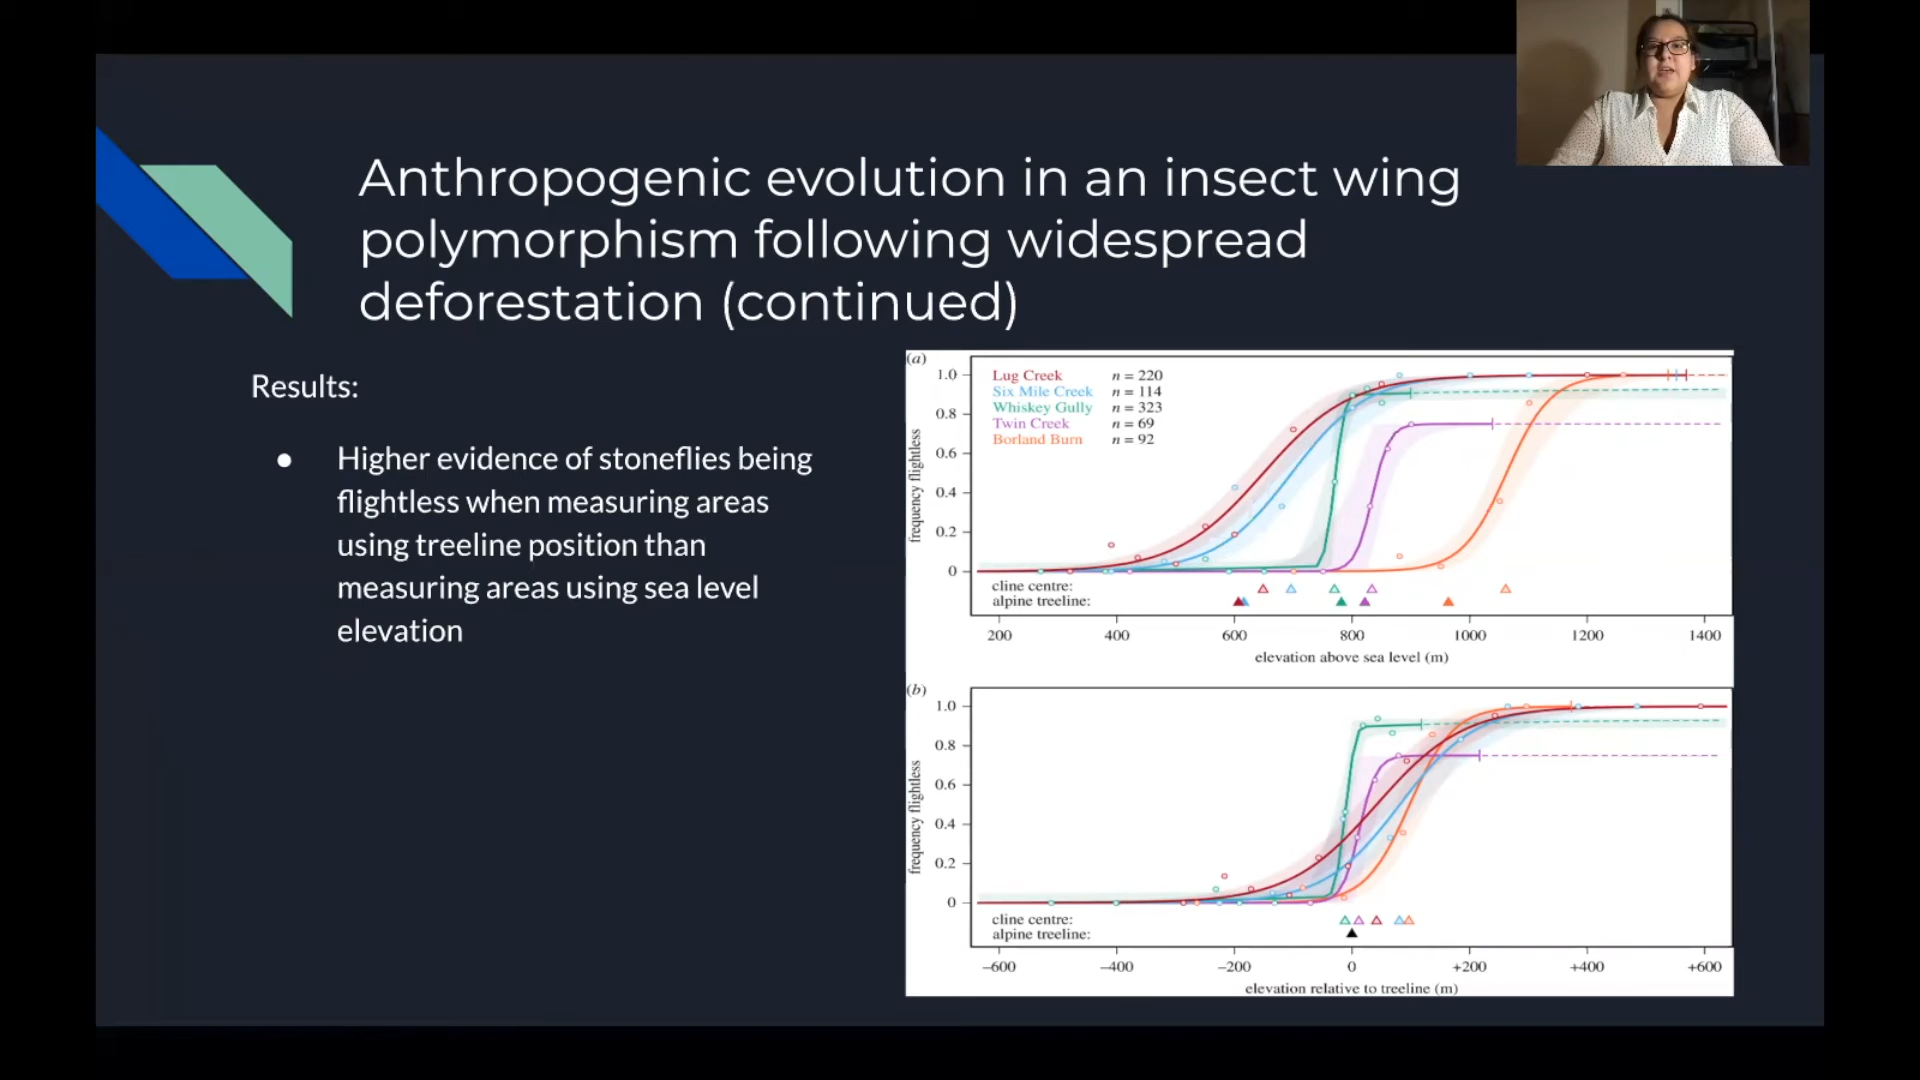 Anthropogenic evolution in an insect wing
polymorphism following widespread
deforestation (continued)
Results:
● Higher evidence of stoneflies being
flightless when measuring areas
using treeline position than
measuring areas using sea level
elevation
(a)
1.0
0.8
0.6
0.4
0.2
0
frequency flightless
Lug Creek n = 220
Six Mile Creek n = 114
Whiskey Gully n = 323
Twin Creek n = 69
Borland Burn n = 92
cline centre:
alpine treeline:
200 400 600 800 1000 1200 1400
elevation above sea level (m)
(b)
1.0
0.8
0.6
0.4
0.2
0
frequency flightless
cline centre:
alpine treeline:
–600 –400 –200 0 +200 +400 +600
elevation relative to treeline (m)